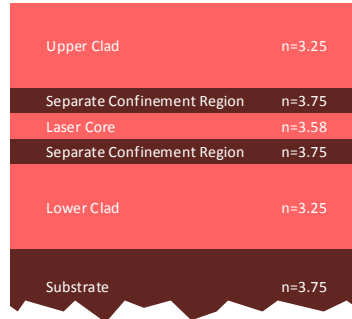 Upper Clad n=3.25
Separate Confinement Region n=3.75
Laser Core n=3.58
Separate Confinement Region n=3.75
Lower Clad n=3.25
Substrate n=3.75